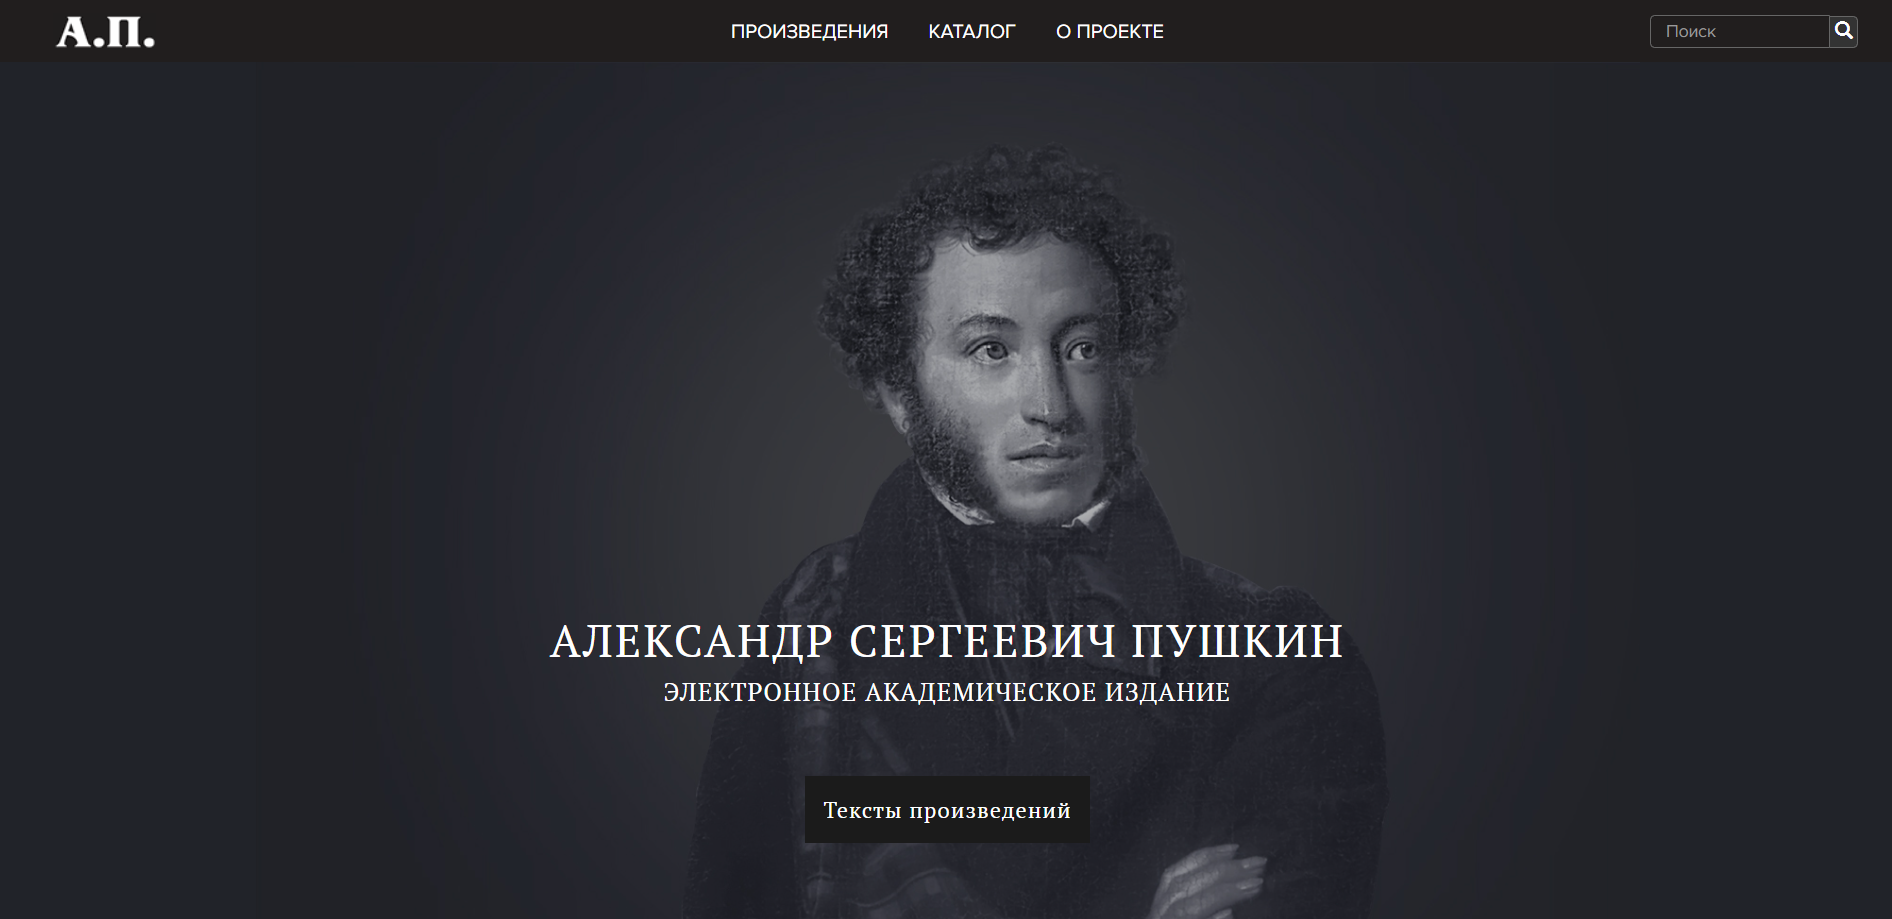 А.П.
ПРОИЗВЕДЕНИЯ КАТАЛОГ О ПРОЕКТЕ
Поиск
АЛЕКСАНДР СЕРГЕЕВИЧ ПУШКИН
ЭЛЕКТРОННОЕ АКАДЕМИЧЕСКОЕ ИЗДАНИЕ
Тексты произведений